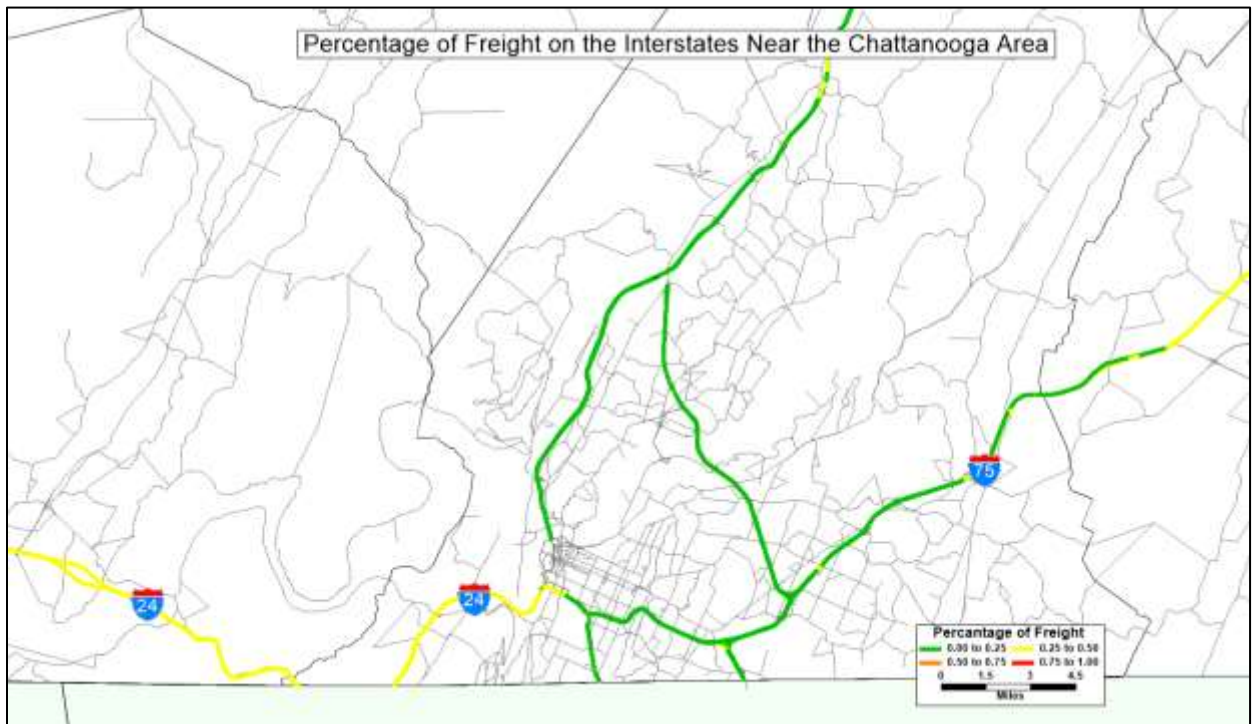 Percentage of Freight on the Interstates Near the Chattanooga Area
75
24
24
Percantage of Freight
0.00 to 0.25 0.25 to 0.50
0.50 to 0.75 0.75 to 1.00
0 1.5 3 4.5
Miles